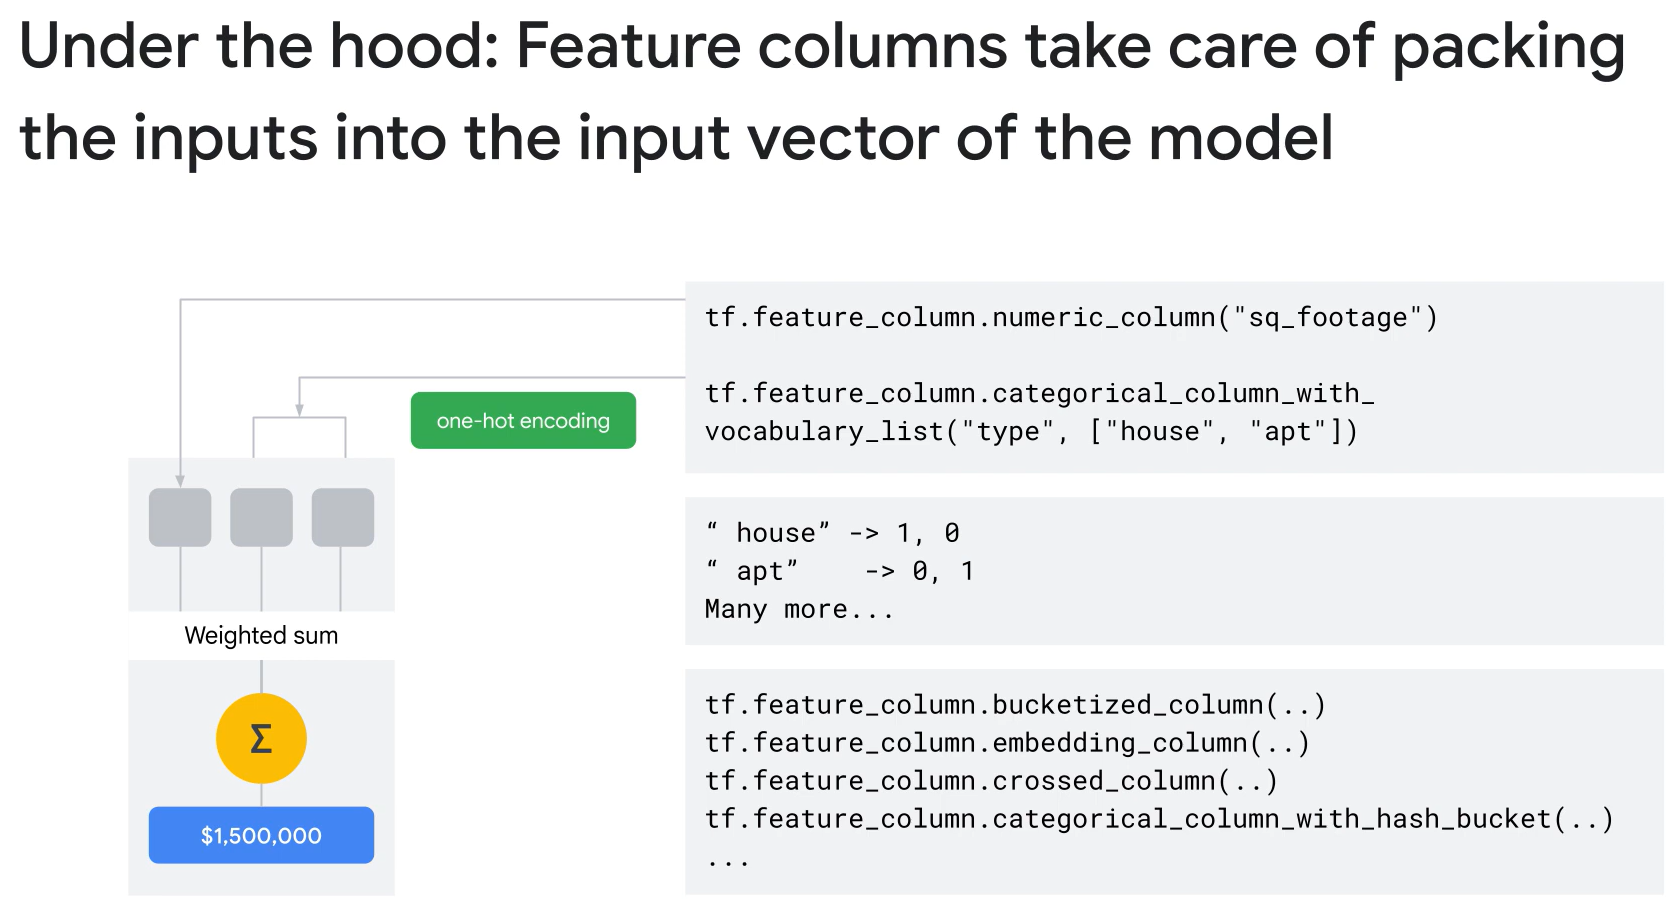 Under the hood: Feature columns take care of packing
the inputs into the input vector of the model
tf.feature_column.numeric_column("sq_footage")
tf.feature_column.categorical_column_with_
vocabulary_list("type", ["house", "apt"])
one-hot encoding
“ house” -> 1, 0
“ apt”    -> 0, 1
Many more...
Weighted sum
Σ
$1,500,000
tf.feature_column.bucketized_column(..)
tf.feature_column.embedding_column(..)
tf.feature_column.crossed_column(..)
tf.feature_column.categorical_column_with_hash_bucket(..)
...